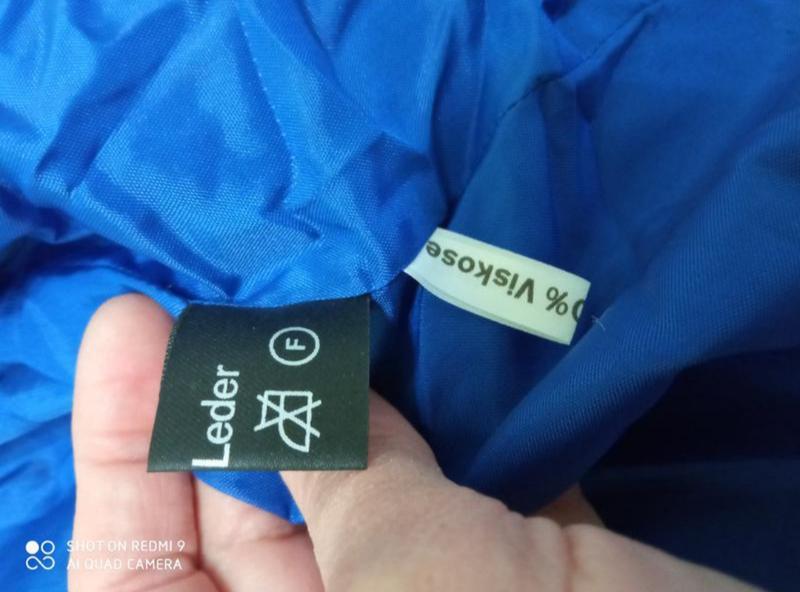 Leder
F
0% Viskose
SHOT ON REDMI 9
AI QUAD CAMERA